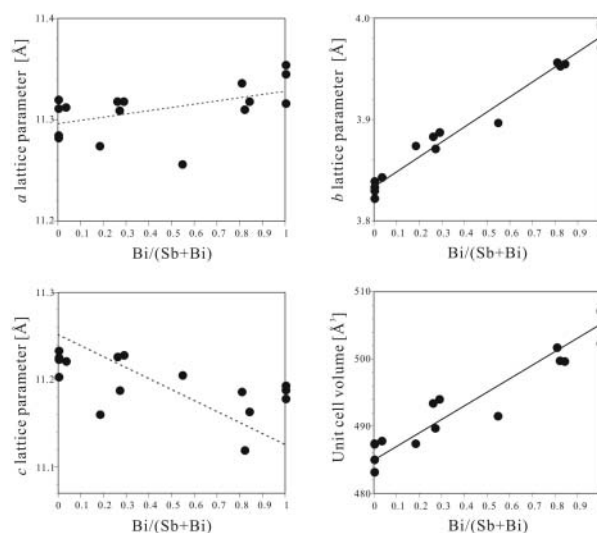 11.4
11.3
11.2
a lattice parameter [Å]
0 0.1 0.2 0.3 0.4 0.5 0.6 0.7 0.8 0.9 1
Bi/(Sb+Bi)
4.0
3.9
3.8
b lattice parameter [Å]
0 0.1 0.2 0.3 0.4 0.5 0.6 0.7 0.8 0.9
Bi/(Sb+Bi)
11.3
11.2
11.1
c lattice parameter [Å]
0 0.1 0.2 0.3 0.4 0.5 0.6 0.7 0.8 0.9 1
Bi/(Sb+Bi)
510
500
490
480
Unit cell volume [Å³]
0 0.1 0.2 0.3 0.4 0.5 0.6 0.7 0.8 0.9
Bi/(Sb+Bi)